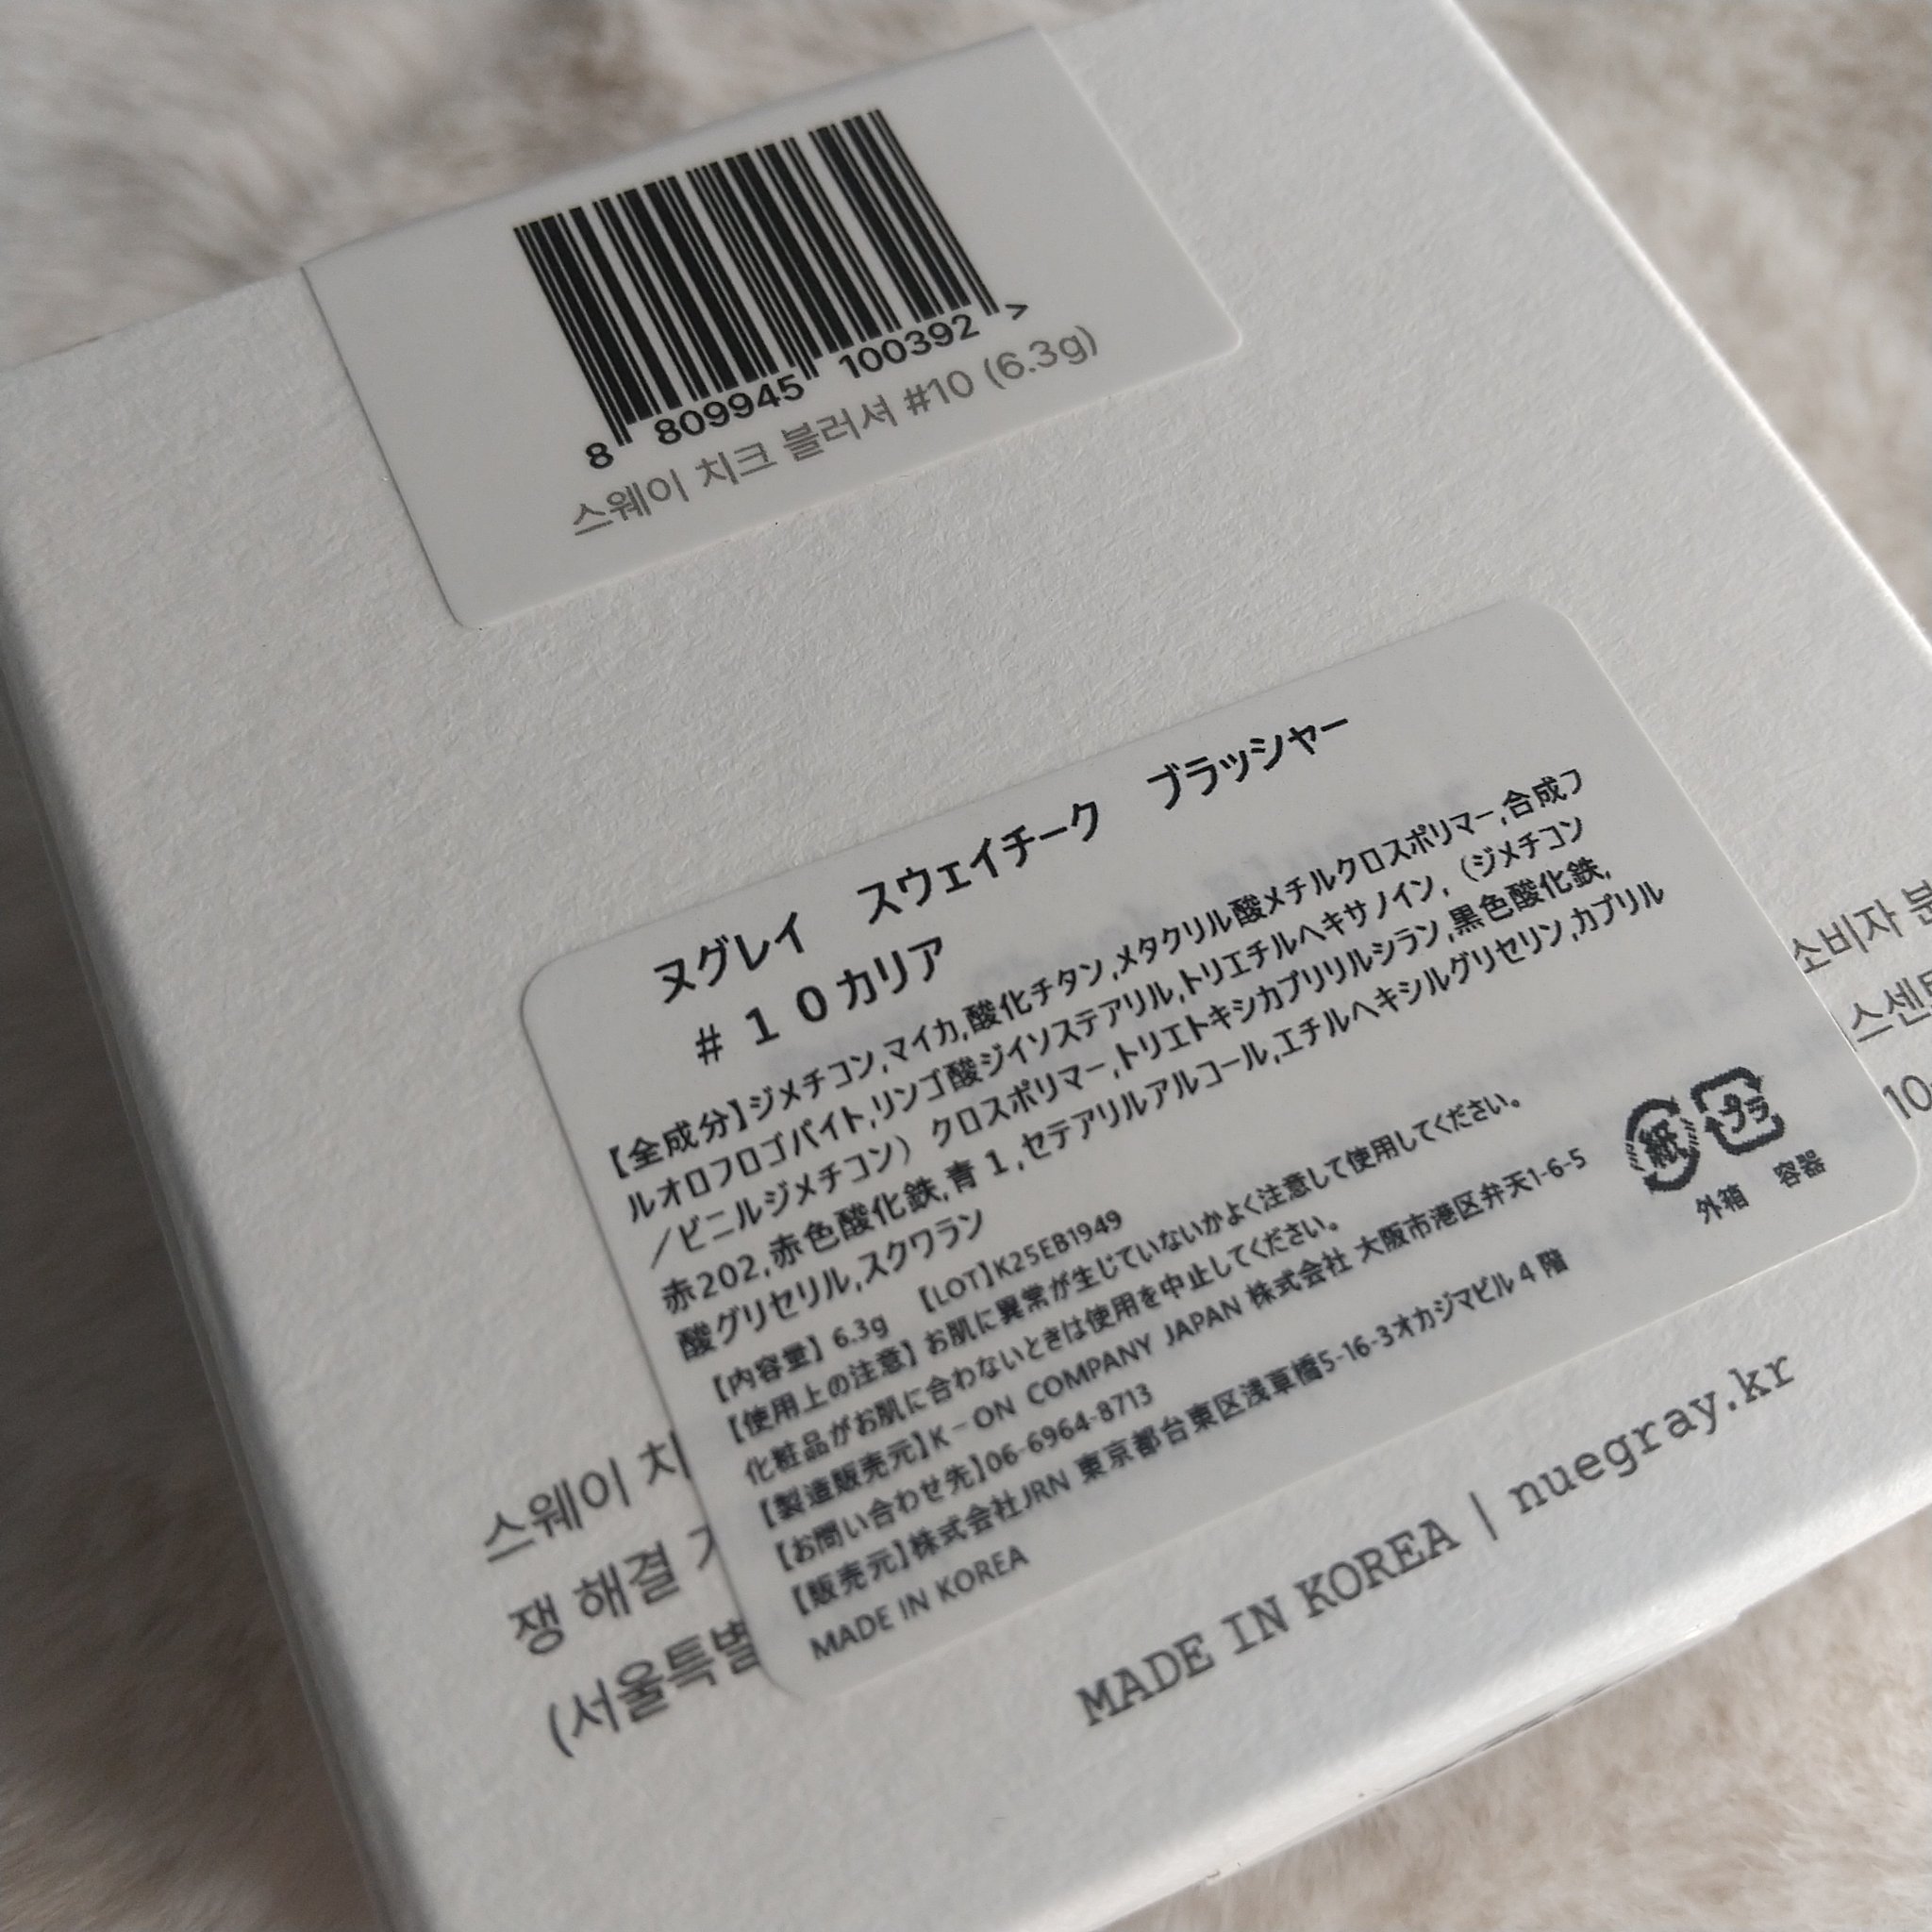 8 809945 100392 >
스웨이 치크 블러셔 #10 (6.3g)
ヌグレイ　スウェイチーク　ブラッシャー
#１０カリア
【全成分】ジメチコン,マイカ,酸化チタン,メタクリル酸メチルクロスポリマー,合成フ
ルオロフロゴパイト,リンゴ酸ジイソステアリル,トリエチルヘキサノイン,（ジメチコン
／ビニルジメチコン）クロスポリマー,トリエトキシカプリリルシラン,黒色酸化鉄,
赤202,赤色酸化鉄,青１,セテアリルアルコール,エチルヘキシルグリセリン,カプリル
酸グリセリル,スクワラン
【内容量】6.3g　【LOT】K25EB1949
【使用上の注意】お肌に異常が生じていないかよく注意して使用してください。
化粧品がお肌に合わないときは使用を中止してください。
【製造販売元】K－ON COMPANY JAPAN 株式会社 大阪市港区弁天1-6-5
【お問い合わせ先】06-6964-8713
【販売元】株式会社JRN 東京都台東区浅草橋5-16-3オカジマビル４階
MADE IN KOREA
紙 プラ
外箱 容器
소비자
스센터
10
스웨이 치
쟁 해결
(서울특별
MADE IN KOREA | nuegray.kr